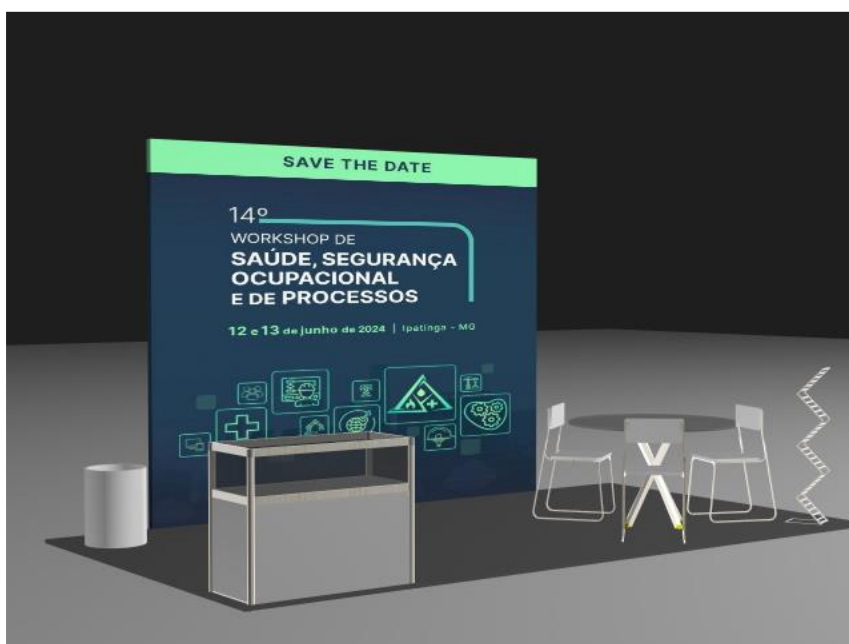 SAVE THE DATE
14º
WORKSHOP DE
SAÚDE, SEGURANÇA
OCUPACIONAL
E DE PROCESSOS
12 e 13 de junho de 2024 | Ipatinga - MG